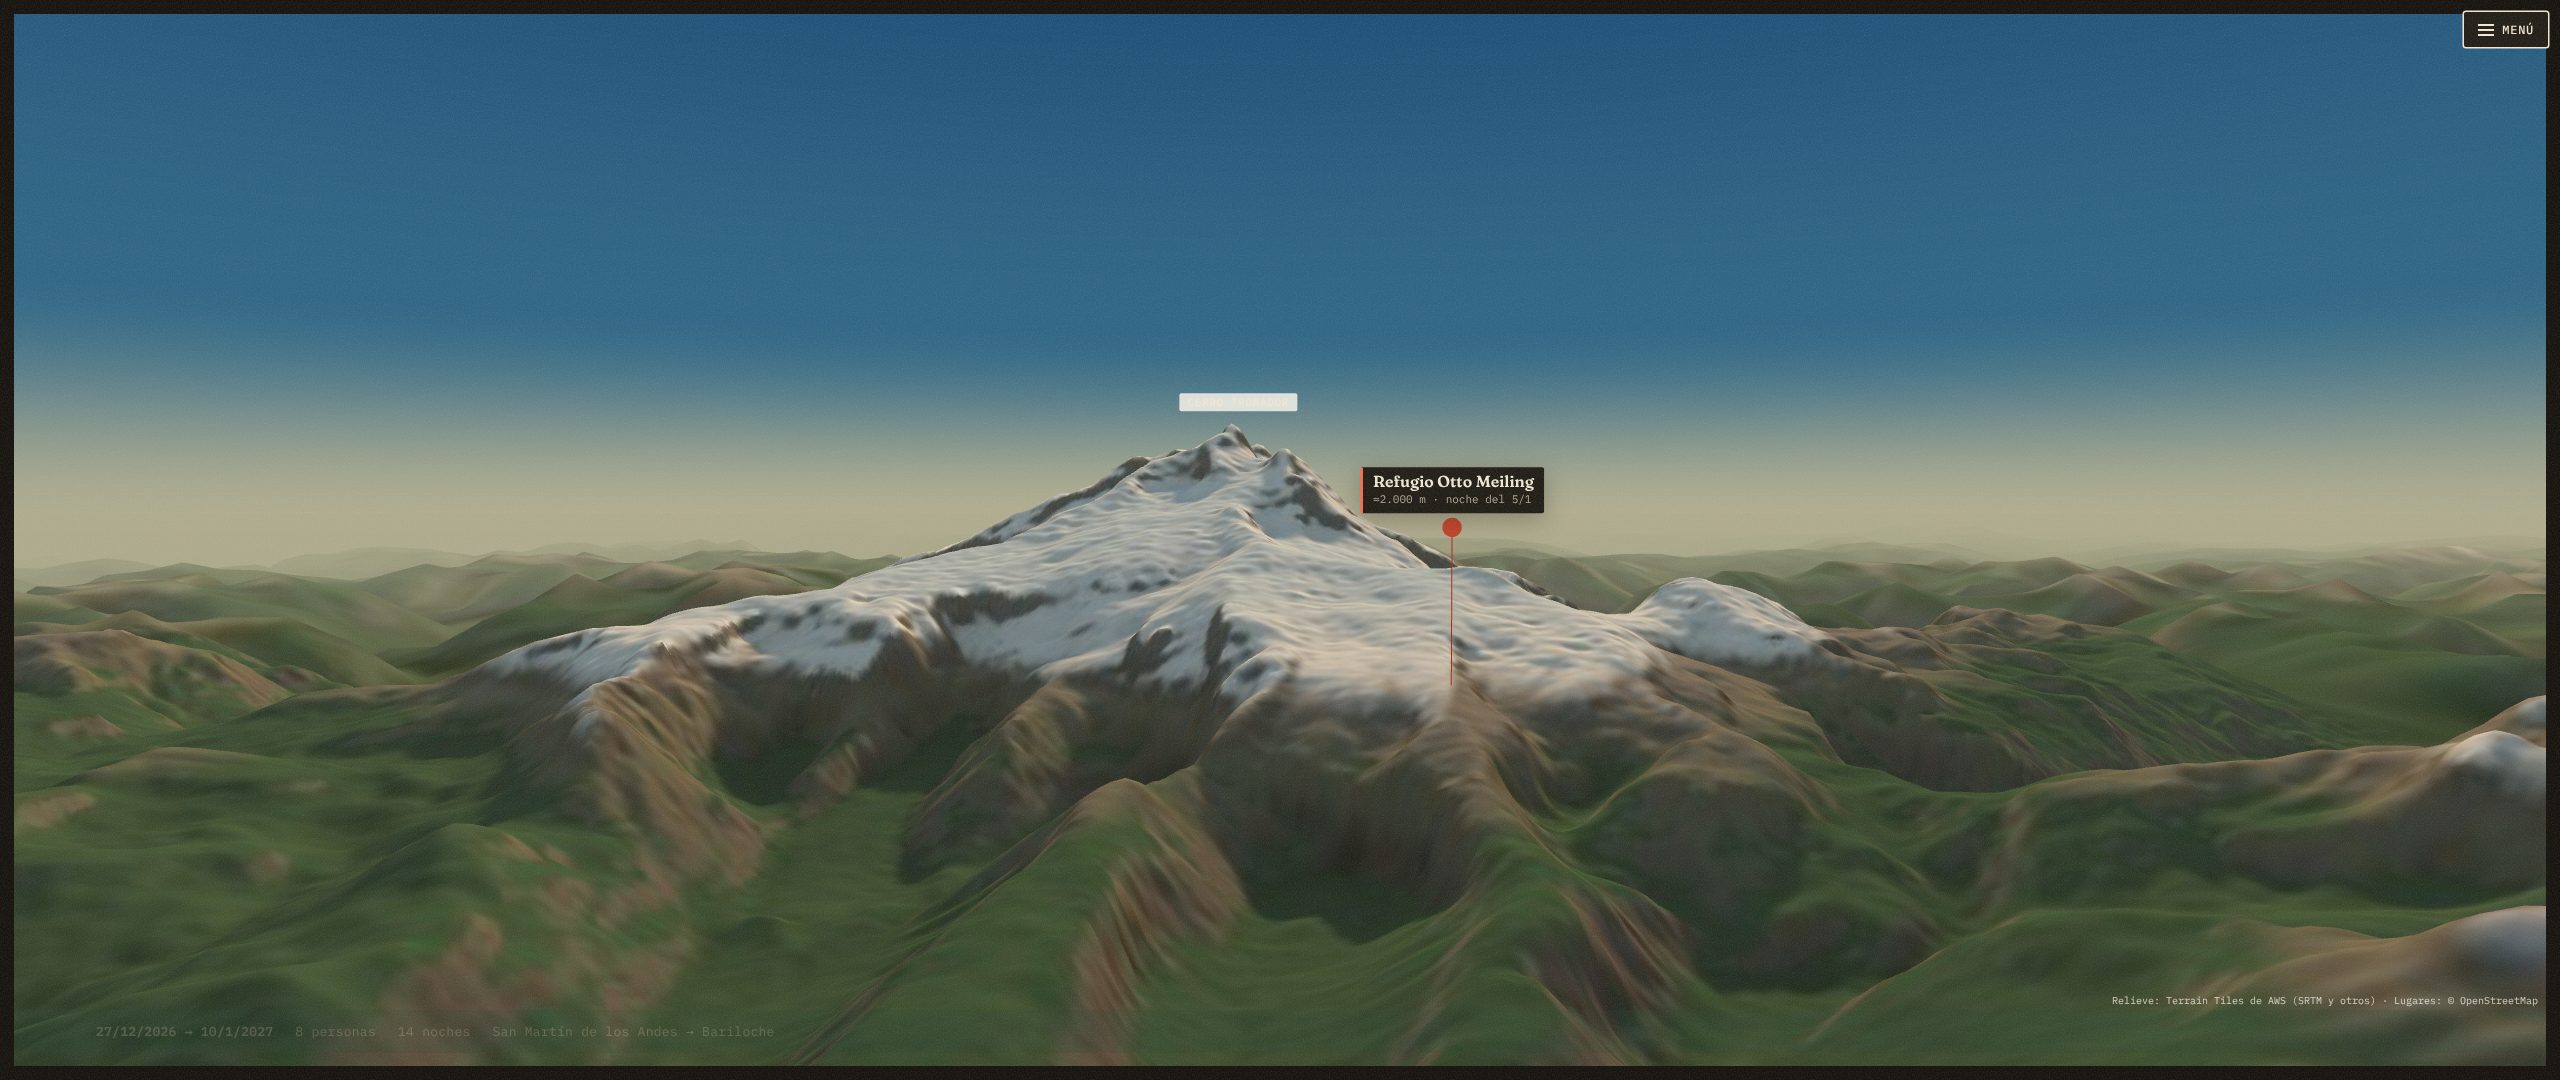 MENÚ
Refugio Otto Meiling
≈2.000 m · noche del 5/1
Relieve: Terrain Tiles de AWS (SRTM y otros) · Lugares: © OpenStreetMap
27/12/2026 → 10/1/2027 8 personas 14 noches San Martín de los Andes → Bariloche